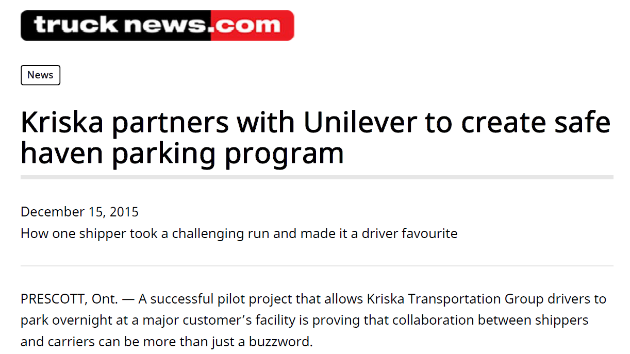 truck news.com
News
Kriska partners with Unilever to create safe
haven parking program
December 15, 2015
How one shipper took a challenging run and made it a driver favourite
PRESCOTT, Ont. — A successful pilot project that allows Kriska Transportation Group drivers to
park overnight at a major customer’s facility is proving that collaboration between shippers
and carriers can be more than just a buzzword.